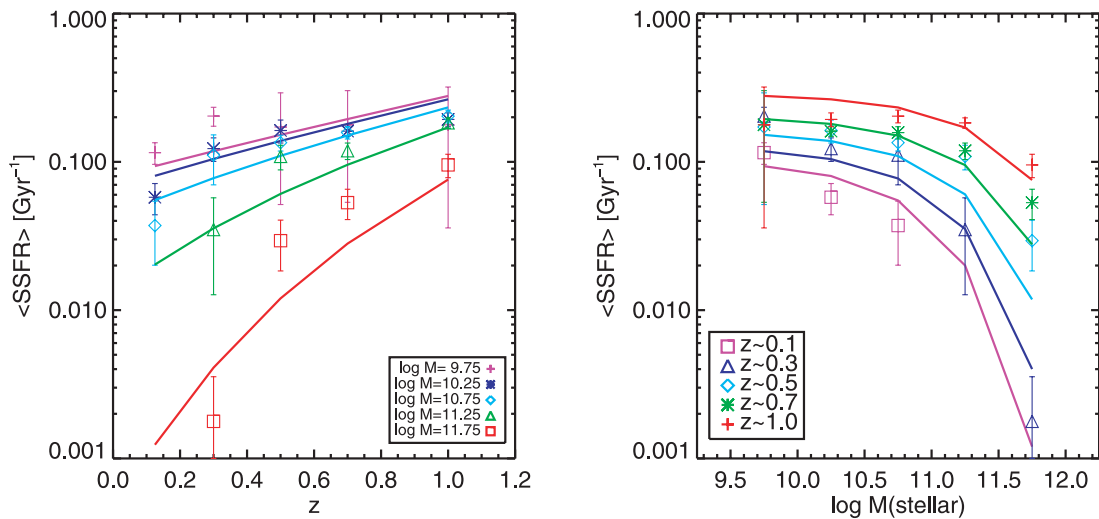 1.000
0.100
0.010
0.001
<SSFR> [Gyr⁻¹]
0.0 0.2 0.4 0.6 0.8 1.0 1.2
z
log M= 9.75
log M=10.25
log M=10.75
log M=11.25
log M=11.75
1.000
0.100
0.010
0.001
<SSFR> [Gyr⁻¹]
9.5 10.0 10.5 11.0 11.5 12.0
log M(stellar)
z~0.1
z~0.3
z~0.5
z~0.7
z~1.0